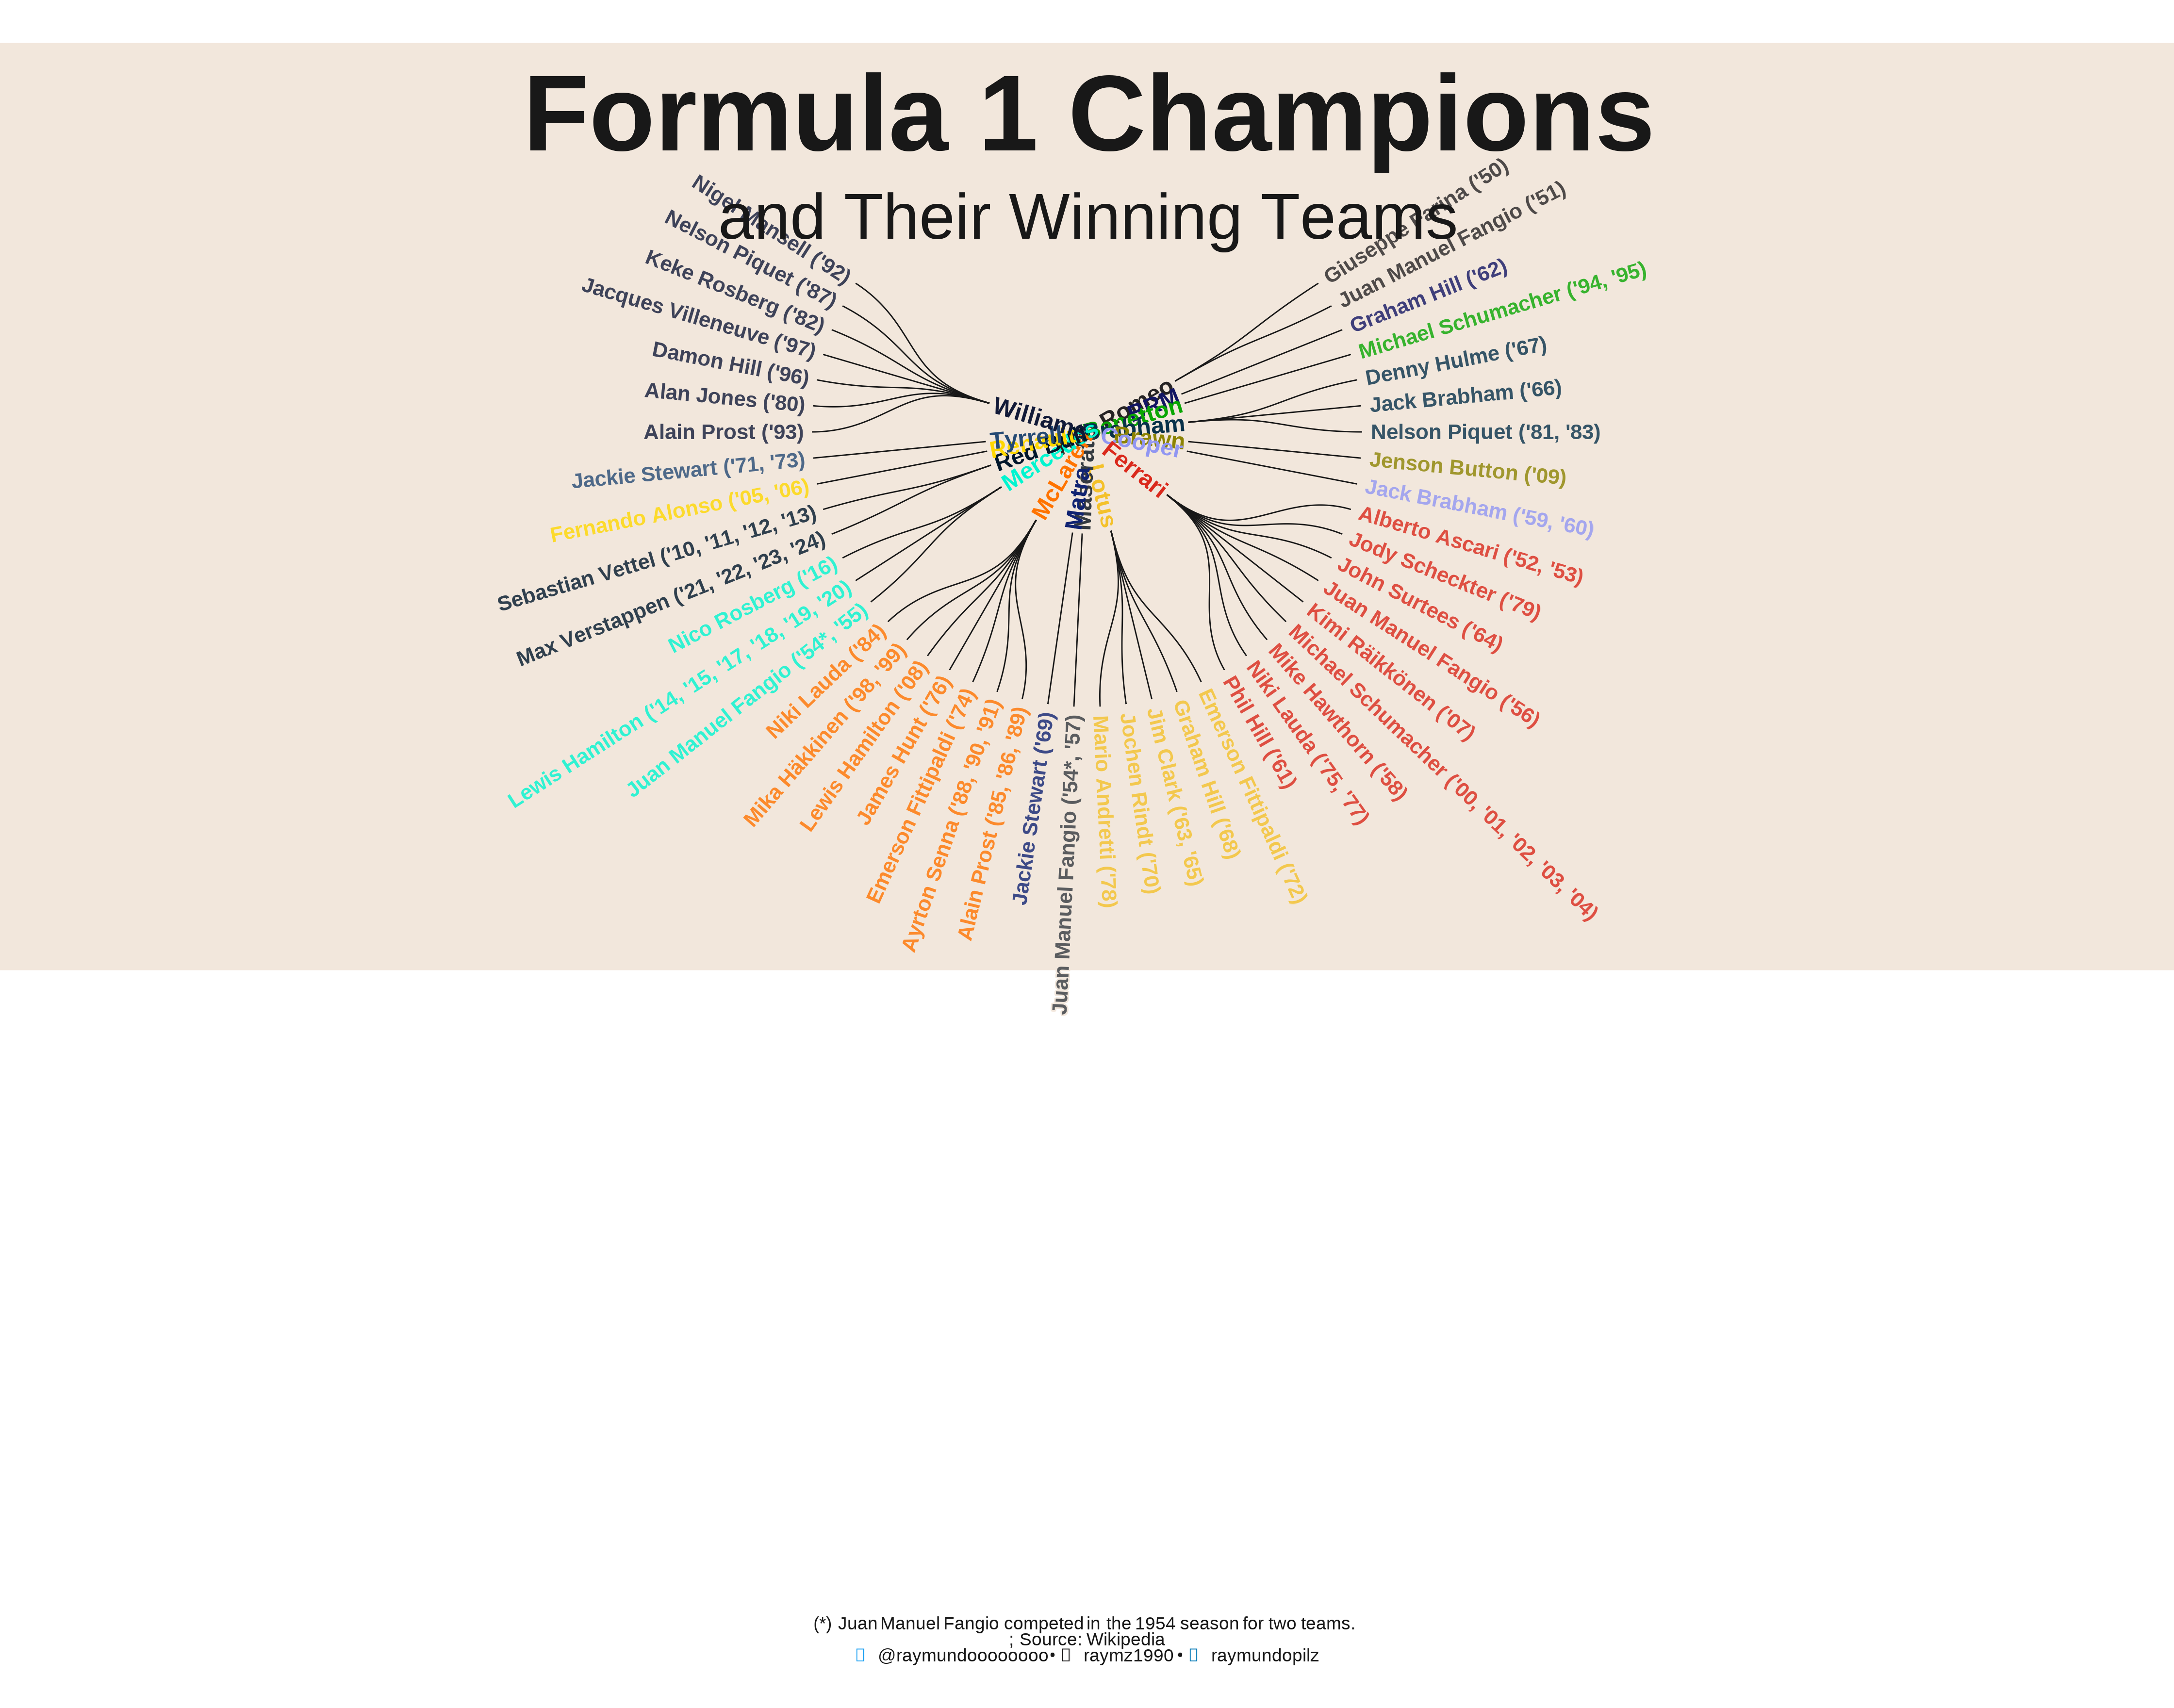 Formula 1 Champions
and Their Winning Teams
Giuseppe Farina ('50)
Juan Manuel Fangio ('51)
Graham Hill ('62)
Michael Schumacher ('94, '95)
Denny Hulme ('67)
Jack Brabham ('66)
Nelson Piquet ('81, '83)
Jenson Button ('09)
Jack Brabham ('59, '60)
Alberto Ascari ('52, '53)
Jody Scheckter ('79)
John Surtees ('64)
Juan Manuel Fangio ('56)
Kimi Räikkönen ('07)
Michael Schumacher ('00, '01, '02, '03, '04)
Mike Hawthorn ('58)
Niki Lauda ('75, '77)
Phil Hill ('61)
Emerson Fittipaldi ('72)
Graham Hill ('68)
Jim Clark ('63, '65)
Jochen Rindt ('70)
Mario Andretti ('78)
Juan Manuel Fangio ('54*, '57)
Jackie Stewart ('69)
Alain Prost ('85, '86, '89)
Ayrton Senna ('88, '90, '91)
Emerson Fittipaldi ('74)
James Hunt ('76)
Lewis Hamilton ('08)
Mika Häkkinen ('98, '99)
Niki Lauda ('84)
Juan Manuel Fangio ('54*, '55)
Lewis Hamilton ('14, '15, '17, '18, '19, '20)
Nico Rosberg ('16)
Max Verstappen ('21, '22, '23, '24)
Sebastian Vettel ('10, '11, '12, '13)
Fernando Alonso ('05, '06)
Jackie Stewart ('71, '73)
Alain Prost ('93)
Alan Jones ('80)
Damon Hill ('96)
Jacques Villeneuve ('97)
Keke Rosberg ('82)
Nelson Piquet ('87)
Nigel Mansell ('92)
Romeo
BRM
Benetton
Cooper
Ferrari
Lotus
Maserati
Matra
McLaren
Mercedes
Red Bull
Tyrrell
Williams
(*) Juan Manuel Fangio competed in the 1954 season for two teams.
; Source: Wikipedia
@raymundoooooooo • raymz1990 • raymundopilz